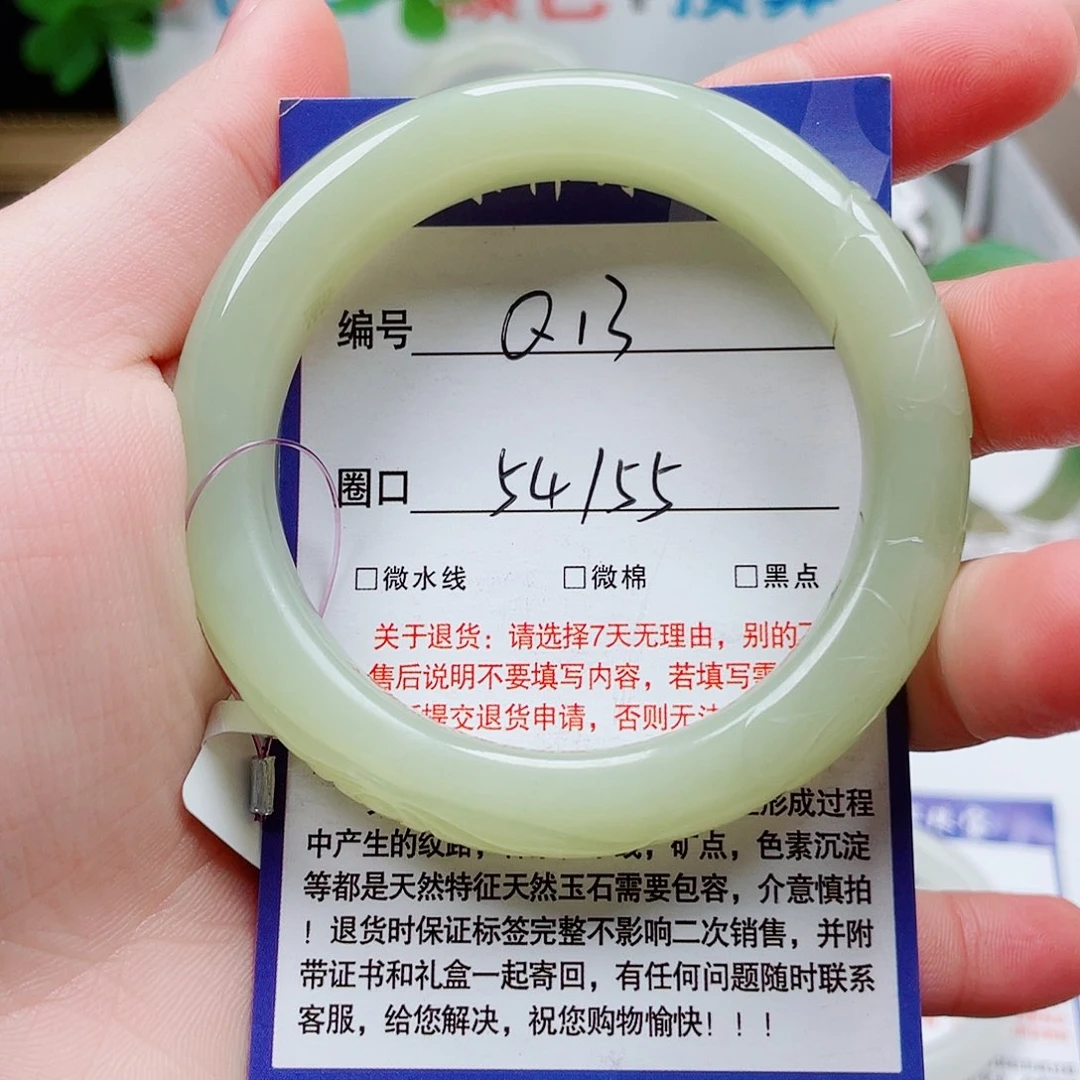 编号 Q13
圈口 54/55
□微水线 □微棉 □黑点
关于退货：请选择7天无理由，别的
售后说明不要填写内容，若填写需
提交退货申请，否则无法
形成过程
中产生的纹路，矿点，色素沉淀
等都是天然特征天然玉石需要包容，介意慎拍
！退货时保证标签完整不影响二次销售，并附
带证书和礼盒一起寄回，有任何问题随时联系
客服，给您解决，祝您购物愉快！！！